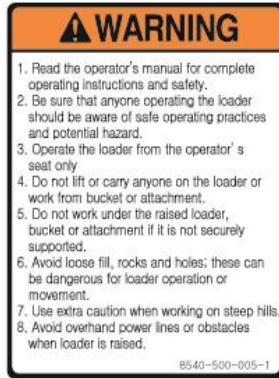 WARNING
1. Read the operator's manual for complete
operating instructions and safety.
2. Be sure that anyone operating the loader
should be aware of safe operating practices
and potential hazard.
3. Operate the loader from the operator' s
seat only
4. Do not lift or carry anyone on the loader or
work from bucket or attachment.
5. Do not work under the raised loader,
bucket or attachment if it is not securely
supported.
6. Avoid loose fill, rocks and holes; these can
be dangerous for loader operation or
movement.
7. Use extra caution when working on steep hills.
8. Avoid overhand power lines or obstacles
when loader is raised.
8540-500-005-1